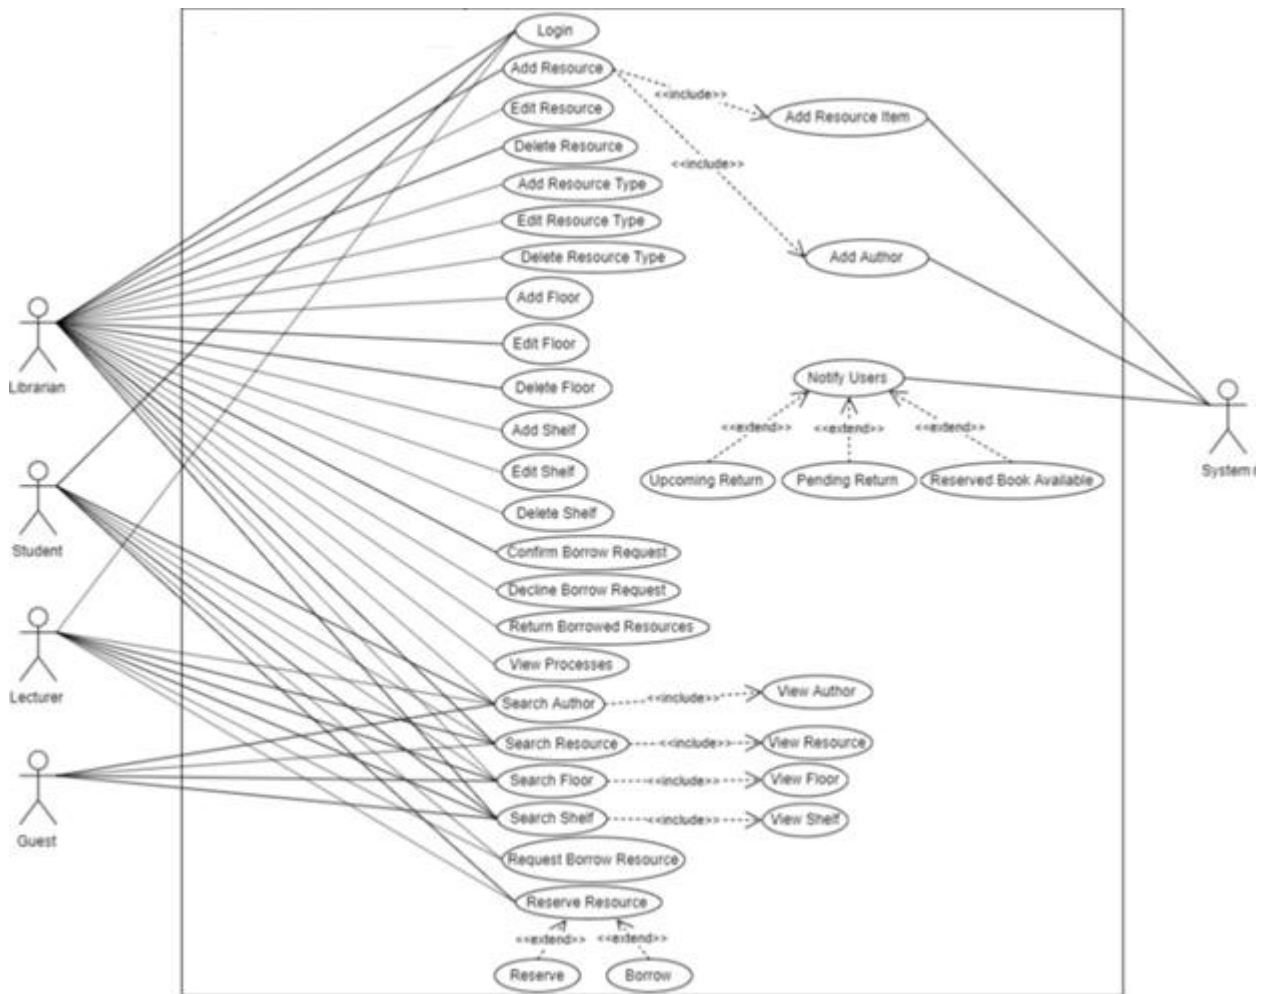 Login
Add Resource
<<include>>
Edit Resource
Add Resource Item
Delete Resource
<<include>>
Add Resource Type
Edit Resource Type
Delete Resource Type
Add Author
Add Floor
Edit Floor
Librarian
Delete Floor
Notify Users
Add Shelf
<<extend>>
<<extend>>
<<extend>>
Edit Shelf
Upcoming Return
Pending Return
Reserved Book Available
System
Delete Shelf
Student
Confirm Borrow Request
Decline Borrow Request
Return Borrowed Resources
View Processes
Lecturer
Search Author
<<include>>
View Author
Search Resource
<<include>>
View Resource
Search Floor
<<include>>
View Floor
Search Shelf
<<include>>
View Shelf
Guest
Request Borrow Resource
Reserve Resource
<<extend>>
<<extend>>
Reserve
Borrow